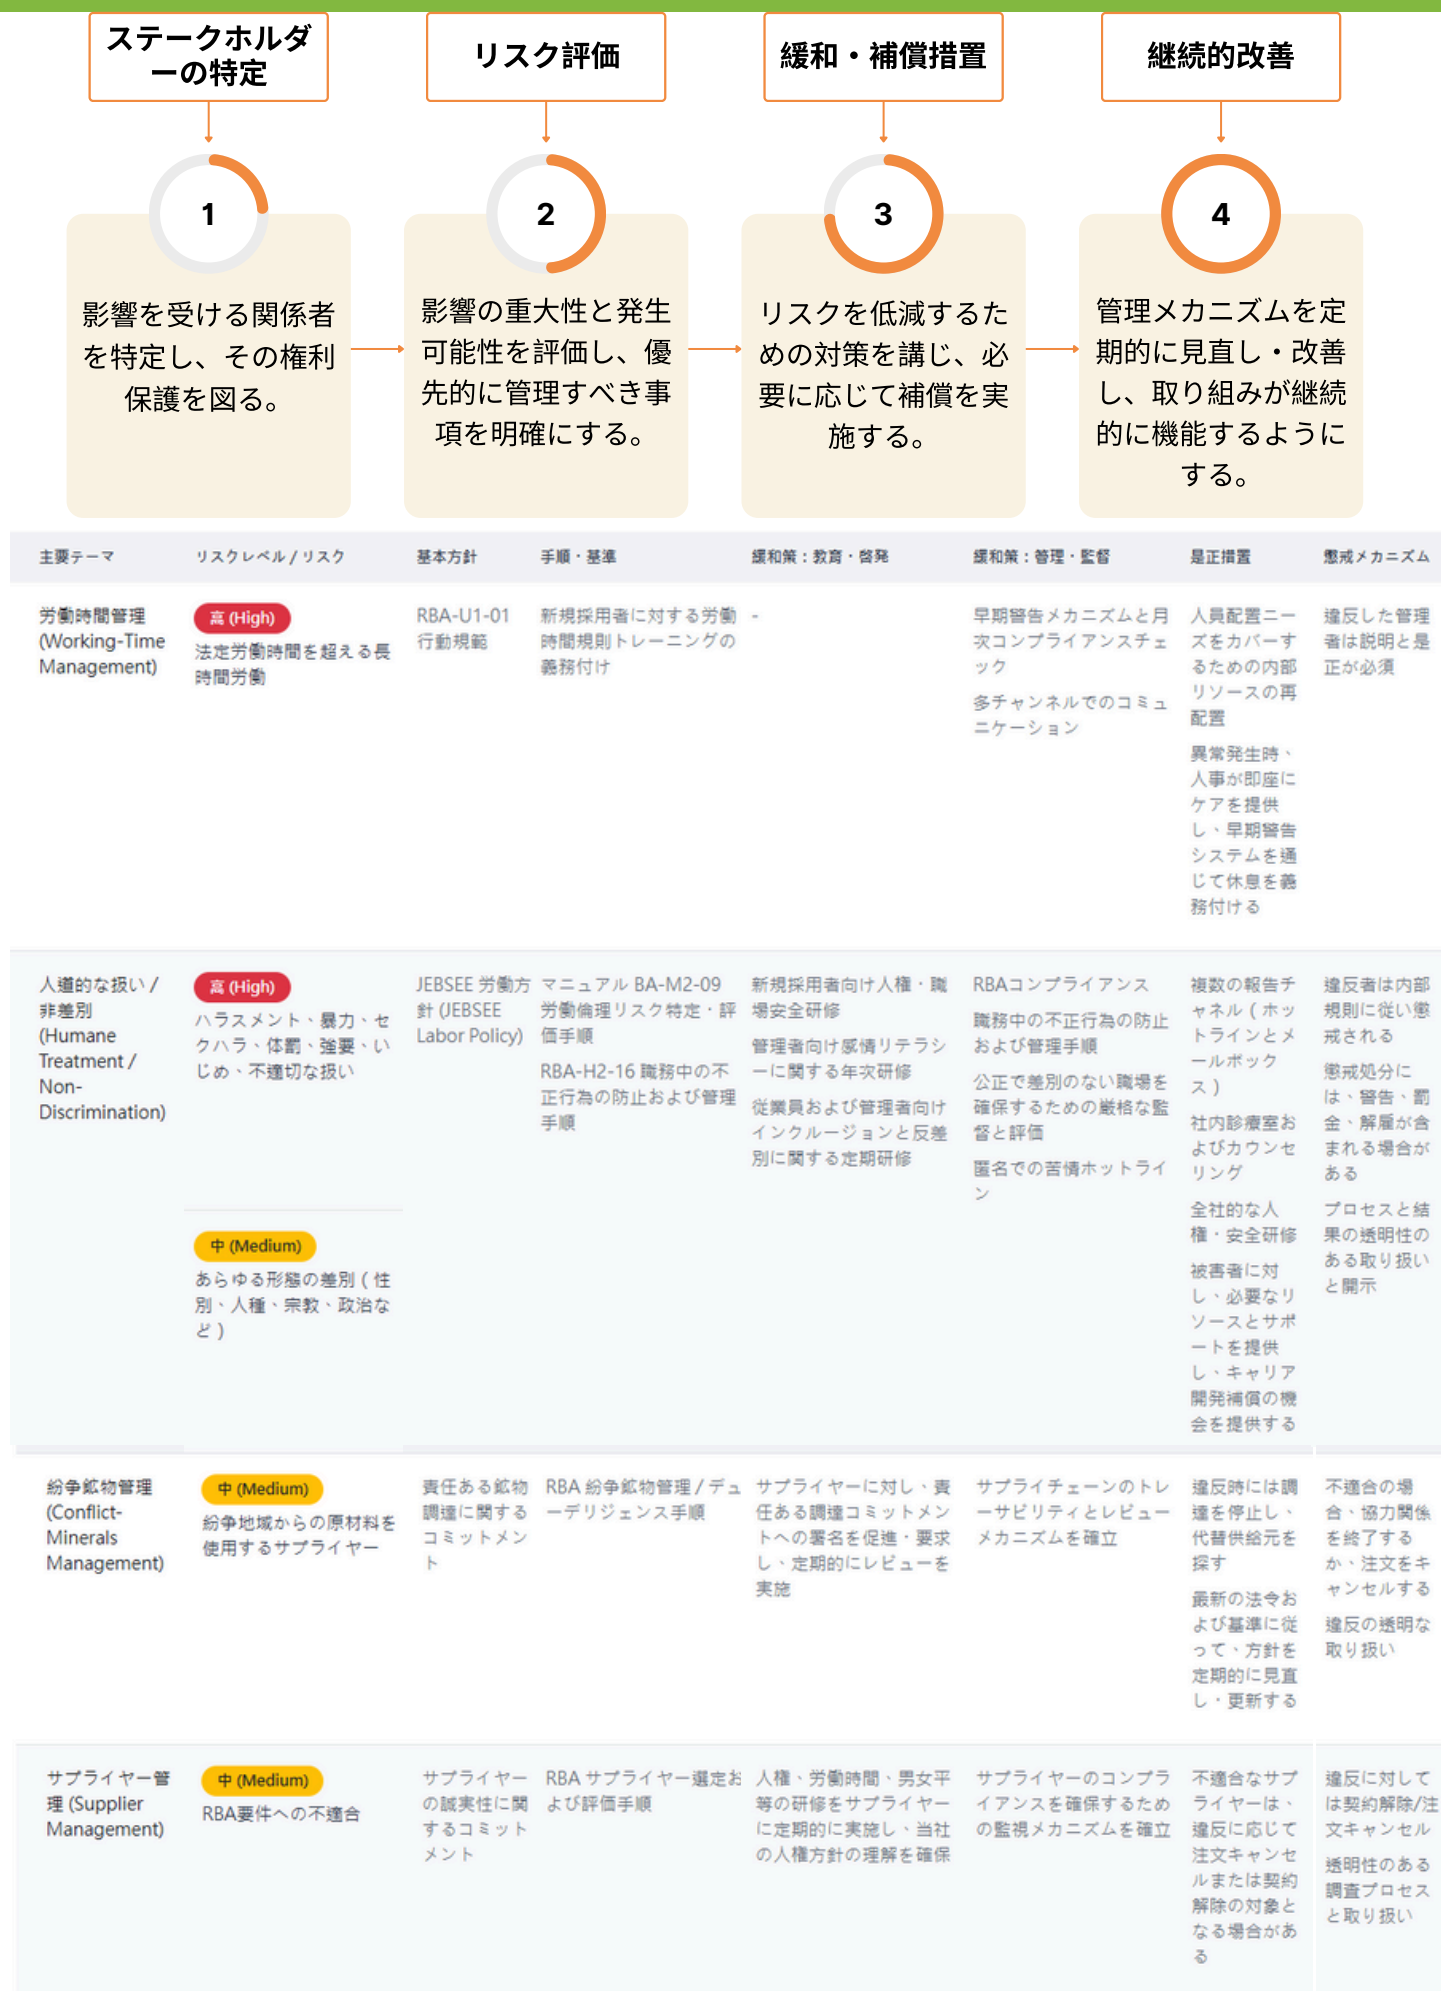 ステークホルダ
ーの特定
リスク評価
緩和・補償措置
継続的改善
1
2
3
4
影響を受ける関係者
を特定し、その権利
保護を図る。
影響の重大性と発生
可能性を評価し、優
先的に管理すべき事
項を明確にする。
リスクを低減するた
めの対策を講じ、必
要に応じて補償を実
施する。
管理メカニズムを定
期的に見直し・改善
し、取り組みが継続
的に機能するように
する。
主要テーマ
リスクレベル / リスク
基本方針
手順・基準
緩和策：教育・啓発
緩和策：管理・監督
是正措置
懲戒メカニズム
労働時間管理
(Working-Time
Management)
高 (High)
法定労働時間を超える長
時間労働
RBA-U1-01
行動規範
新規採用者に対する労働
時間規則トレーニングの
義務付け
-
早期警告メカニズムと月
次コンプライアンスチェ
ック
多チャンネルでのコミュ
ニケーション
人員配置ニー
ズをカバーす
るための内部
リソースの再
配置
異常発生時、
人事が即座に
ケアを提供
し、早期警告
システムを通
じて休息を義
務付ける
違反した管理
者は説明と是
正が必須
人道的な扱い /
非差別
(Humane
Treatment /
Non-
Discrimination)
高 (High)
ハラスメント、暴力、セ
クハラ、体罰、強要、い
じめ、不適切な扱い
中 (Medium)
あらゆる形態の差別（性
別、人種、宗教、政治な
ど）
JEBSEE 労働方
針 (JEBSEE
Labor Policy)
マニュアル BA-M2-09
労働倫理リスク特定・評
価手順
RBA-H2-16 職務中の不
正行為の防止および管理
手順
新規採用者向け人権・職
場安全研修
管理者向け感情リテラシ
ーに関する年次研修
従業員および管理者向け
インクルージョンと反差
別に関する定期研修
RBAコンプライアンス
職務中の不正行為の防止
および管理手順
公正で差別のない職場を
確保するための厳格な監
督と評価
匿名での苦情ホットライ
ン
複数の報告チ
ャネル（ホッ
トラインとメ
ールボック
ス）
社内診療室お
よびカウンセ
リング
全社的な人
権・安全研修
被害者に対
し、必要なリ
ソースとサポ
ートを提供
し、キャリア
開発補償の機
会を提供する
違反者は内部
規則に従い懲
戒される
懲戒処分に
は、警告、罰
金、解雇が含
まれる場合が
ある
プロセスと結
果の透明性の
ある取り扱い
と開示
紛争鉱物管理
(Conflict-
Minerals
Management)
中 (Medium)
紛争地域からの原材料を
使用するサプライヤー
責任ある鉱物
調達に関する
コミットメン
ト
RBA 紛争鉱物管理 / デュ
ーデリジェンス手順
サプライヤーに対し、責
任ある調達コミットメン
トへの署名を促進・要求
し、定期的にレビューを
実施
サプライチェーンのトレ
ーサビリティとレビュー
メカニズムを確立
違反時には調
達を停止し、
代替供給元を
探す
最新の法令お
よび基準に従
って、方針を
定期的に見直
し・更新する
不適合の場
合、協力関係
を終了する
か、注文をキ
ャンセルする
違反の透明な
取り扱い
サプライヤー管
理 (Supplier
Management)
中 (Medium)
RBA要件への不適合
サプライヤー
の誠実性に関
するコミット
メント
RBA サプライヤー選定お
よび評価手順
人権、労働時間、男女平
等の研修をサプライヤー
に定期的に実施し、当社
の人権方針の理解を確保
サプライヤーのコンプラ
イアンスを確保するため
の監視メカニズムを確立
不適合なサプ
ライヤーは、
違反に応じて
注文キャンセ
ルまたは契約
解除の対象と
なる場合があ
る
違反に対して
は契約解除/注
文キャンセル
透明性のある
調査プロセス
と取り扱い